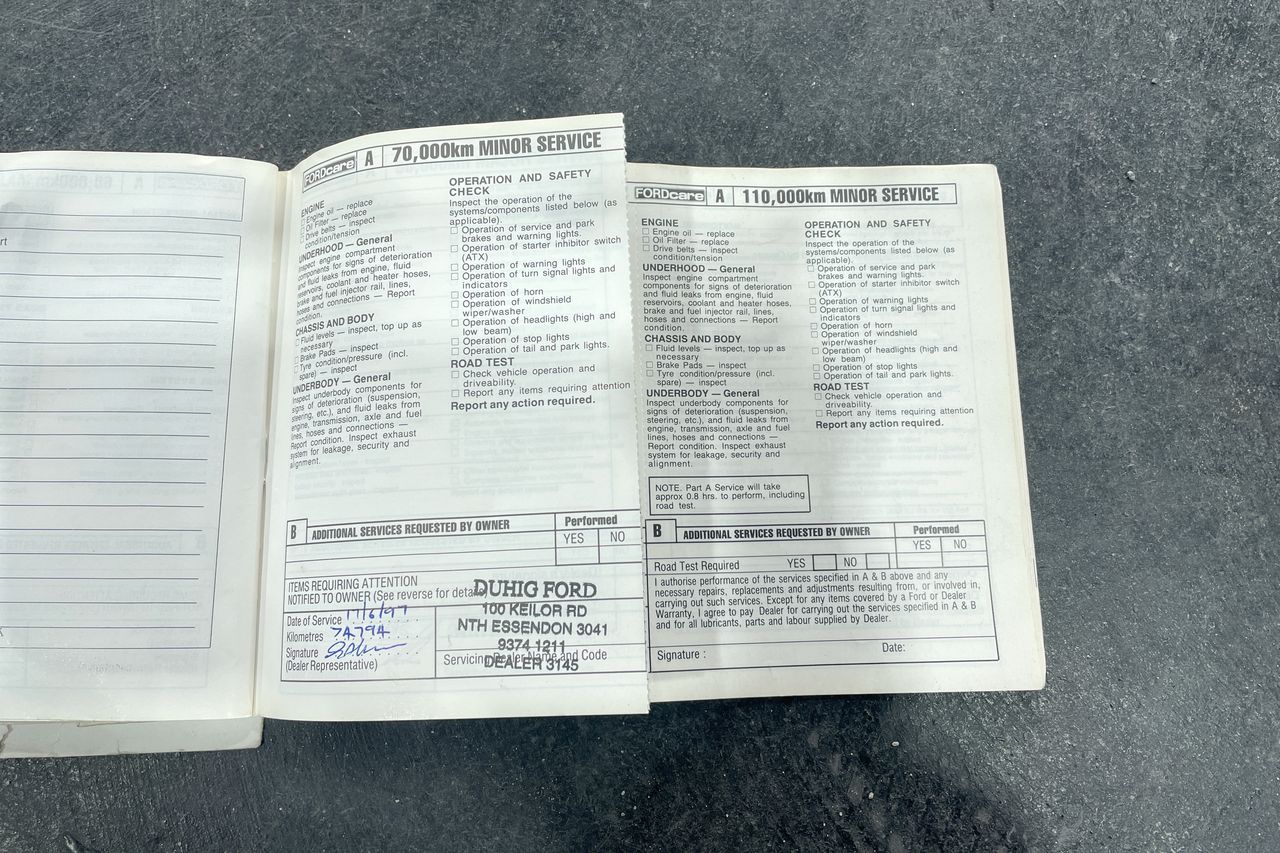 rt
FORDcare A 70,000km MINOR SERVICE
ENGINE
☐ Engine oil — replace
☐ Oil Filter — replace
☐ Drive belts — inspect
condition/tension
UNDERHOOD — General
Inspect engine compartment
components for signs of deterioration
and fluid leaks from engine, fluid
reservoirs, coolant and heater hoses,
brake and fuel injector rail, lines,
hoses and connections — Report
condition.
CHASSIS AND BODY
☐ Fluid levels — inspect, top up as
necessary
☐ Brake Pads — inspect
☐ Tyre condition/pressure (incl.
spare) — inspect
UNDERBODY — General
Inspect underbody components for
signs of deterioration (suspension,
steering, etc.), and fluid leaks from
engine, transmission, axle and fuel
lines, hoses and connections —
Report condition. Inspect exhaust
system for leakage, security and
alignment.
OPERATION AND SAFETY
CHECK
Inspect the operation of the
systems/components listed below (as
applicable).
☐ Operation of service and park
brakes and warning lights.
☐ Operation of starter inhibitor switch
(ATX)
☐ Operation of warning lights
☐ Operation of turn signal lights and
indicators
☐ Operation of horn
☐ Operation of windshield
wiper/washer
☐ Operation of headlights (high and
low beam)
☐ Operation of stop lights
☐ Operation of tail and park lights.
ROAD TEST
☐ Check vehicle operation and
driveability.
☐ Report any items requiring attention
Report any action required.
B ADDITIONAL SERVICES REQUESTED BY OWNER
Performed
YES NO
ITEMS REQUIRING ATTENTION
NOTIFIED TO OWNER (See reverse for details)
Date of Service 17/6/97
Kilometres 74794
Signature
(Dealer Representative)
DUHIG FORD
100 KEILOR RD
NTH ESSENDON 3041
9374 1211
Servicing Dealer Name and Code
DEALER 3145
FORDcare A 110,000km MINOR SERVICE
ENGINE
☐ Engine oil — replace
☐ Oil Filter — replace
☐ Drive belts — inspect
condition/tension
UNDERHOOD — General
Inspect engine compartment
components for signs of deterioration
and fluid leaks from engine, fluid
reservoirs, coolant and heater hoses,
brake and fuel injector rail, lines,
hoses and connections — Report
condition.
CHASSIS AND BODY
☐ Fluid levels — inspect, top up as
necessary
☐ Brake Pads — inspect
☐ Tyre condition/pressure (incl.
spare) — inspect
UNDERBODY — General
Inspect underbody components for
signs of deterioration (suspension,
steering, etc.), and fluid leaks from
engine, transmission, axle and fuel
lines, hoses and connections —
Report condition. Inspect exhaust
system for leakage, security and
alignment.
NOTE. Part A Service will take
approx 0.8 hrs. to perform, including
road test.
OPERATION AND SAFETY
CHECK
Inspect the operation of the
systems/components listed below (as
applicable).
☐ Operation of service and park
brakes and warning lights.
☐ Operation of starter inhibitor switch
(ATX)
☐ Operation of warning lights
☐ Operation of turn signal lights and
indicators
☐ Operation of horn
☐ Operation of windshield
wiper/washer
☐ Operation of headlights (high and
low beam)
☐ Operation of stop lights
☐ Operation of tail and park lights.
ROAD TEST
☐ Check vehicle operation and
driveability.
☐ Report any items requiring attention
Report any action required.
B ADDITIONAL SERVICES REQUESTED BY OWNER
Performed
YES NO
Road Test Required YES ☐ NO ☐
I authorise performance of the services specified in A & B above and any
necessary repairs, replacements and adjustments resulting from, or involved in,
carrying out such services. Except for any items covered by a Ford or Dealer
Warranty, I agree to pay Dealer for carrying out the services specified in A & B
and for all lubricants, parts and labour supplied by Dealer.
Signature : Date: